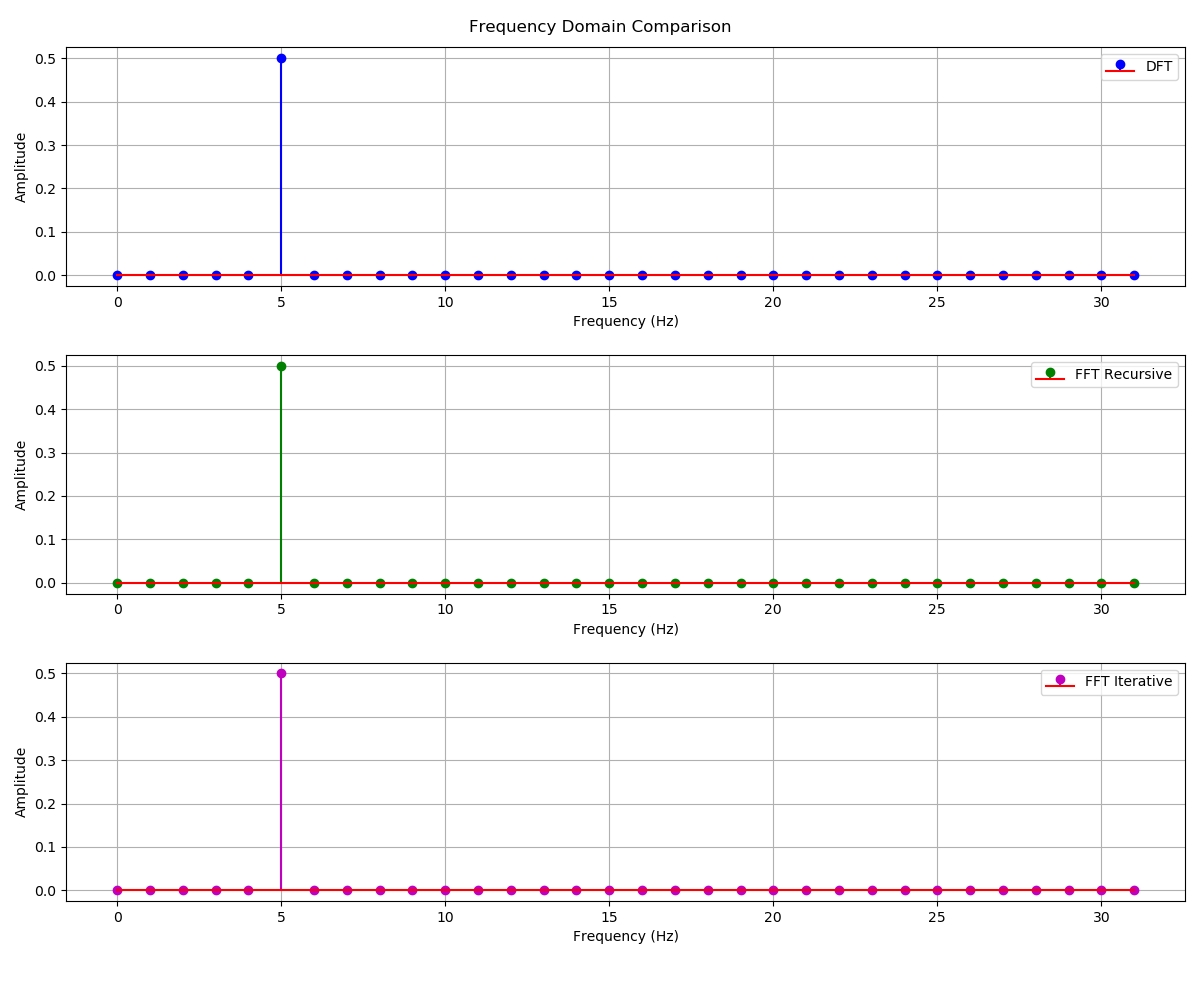 Frequency Domain Comparison
0.5
0.4
0.3
0.2
0.1
0.0
Amplitude
DFT
0 5 10 15 20 25 30
Frequency (Hz)
0.5
0.4
0.3
0.2
0.1
0.0
Amplitude
FFT Recursive
0 5 10 15 20 25 30
Frequency (Hz)
0.5
0.4
0.3
0.2
0.1
0.0
Amplitude
FFT Iterative
0 5 10 15 20 25 30
Frequency (Hz)